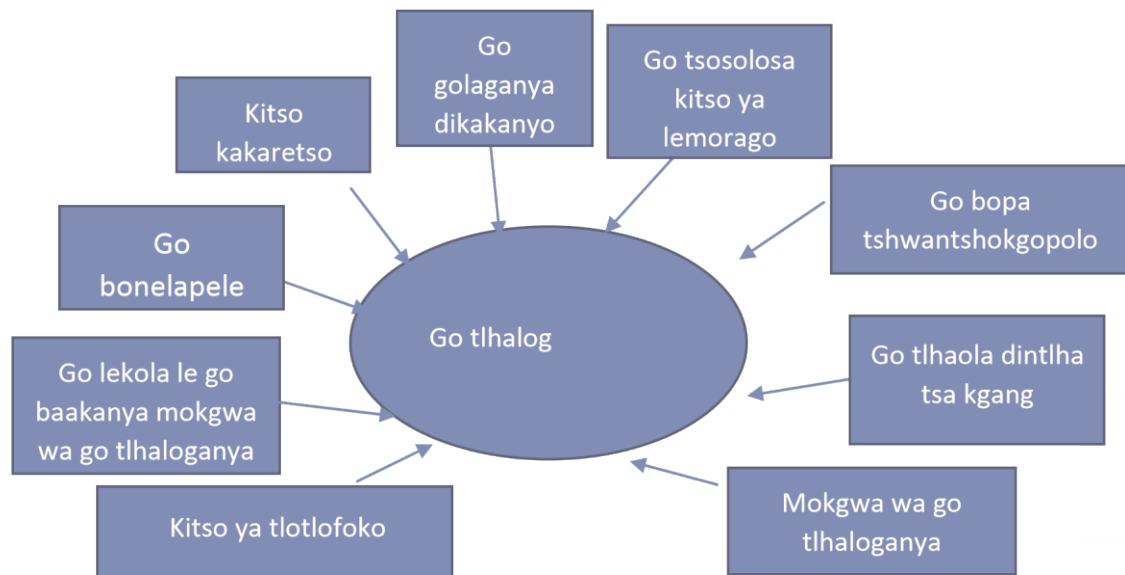 Go
golaganya
dikakanyo
Go tsosolosa
kitso ya
lemorago
Kitso
kakaretso
Go bopa
tshwantshokgopolo
Go
bonelapele
Go tlhalog
Go tlhaola dintlha
tsa kgang
Go lekola le go
baakanya mokgwa
wa go tlhaloganya
Kitso ya tlotlofoko
Mokgwa wa go
tlhaloganya